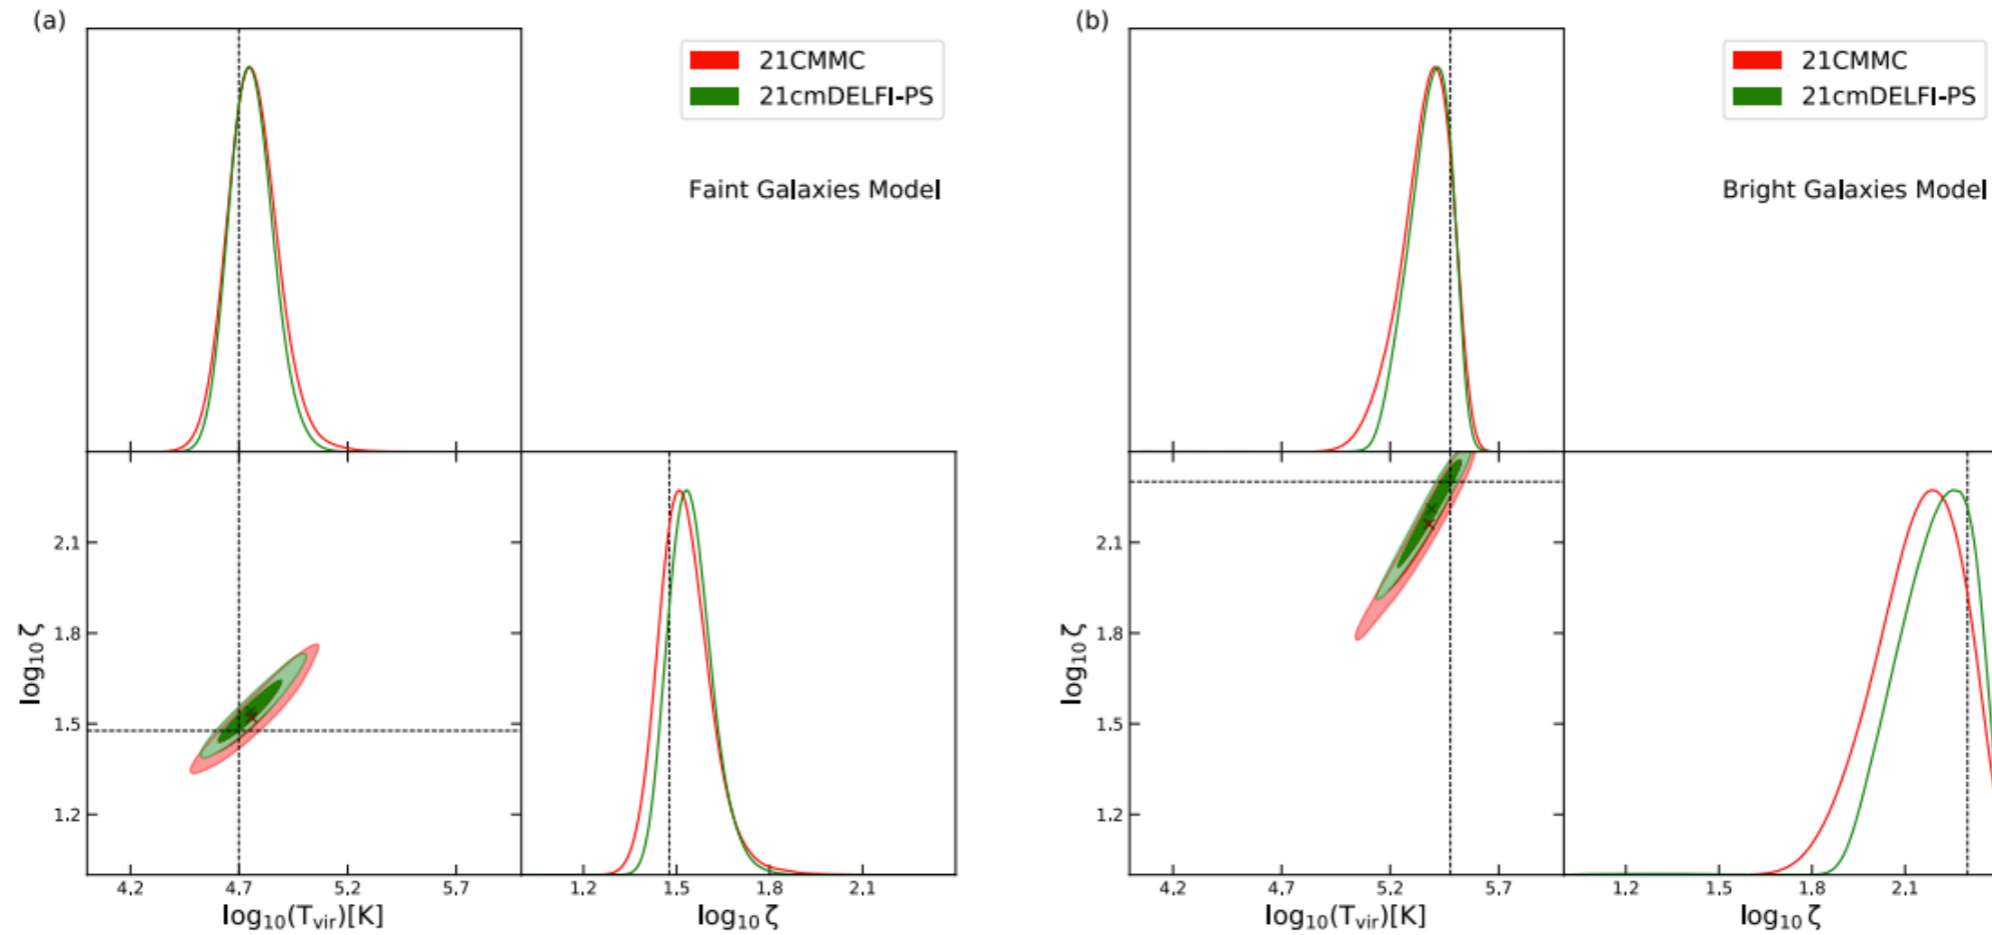 (a)
21CMMC
21cmDELFI-PS
Faint Galaxies Model
2.1
1.8
1.5
1.2
log₁₀ ζ
4.2 4.7 5.2 5.7
log₁₀(Tvir)[K]
1.2 1.5 1.8 2.1
log₁₀ ζ
(b)
21CMMC
21cmDELFI-PS
Bright Galaxies Model
2.1
1.8
1.5
1.2
log₁₀ ζ
4.2 4.7 5.2 5.7
log₁₀(Tvir)[K]
1.2 1.5 1.8 2.1
log₁₀ ζ